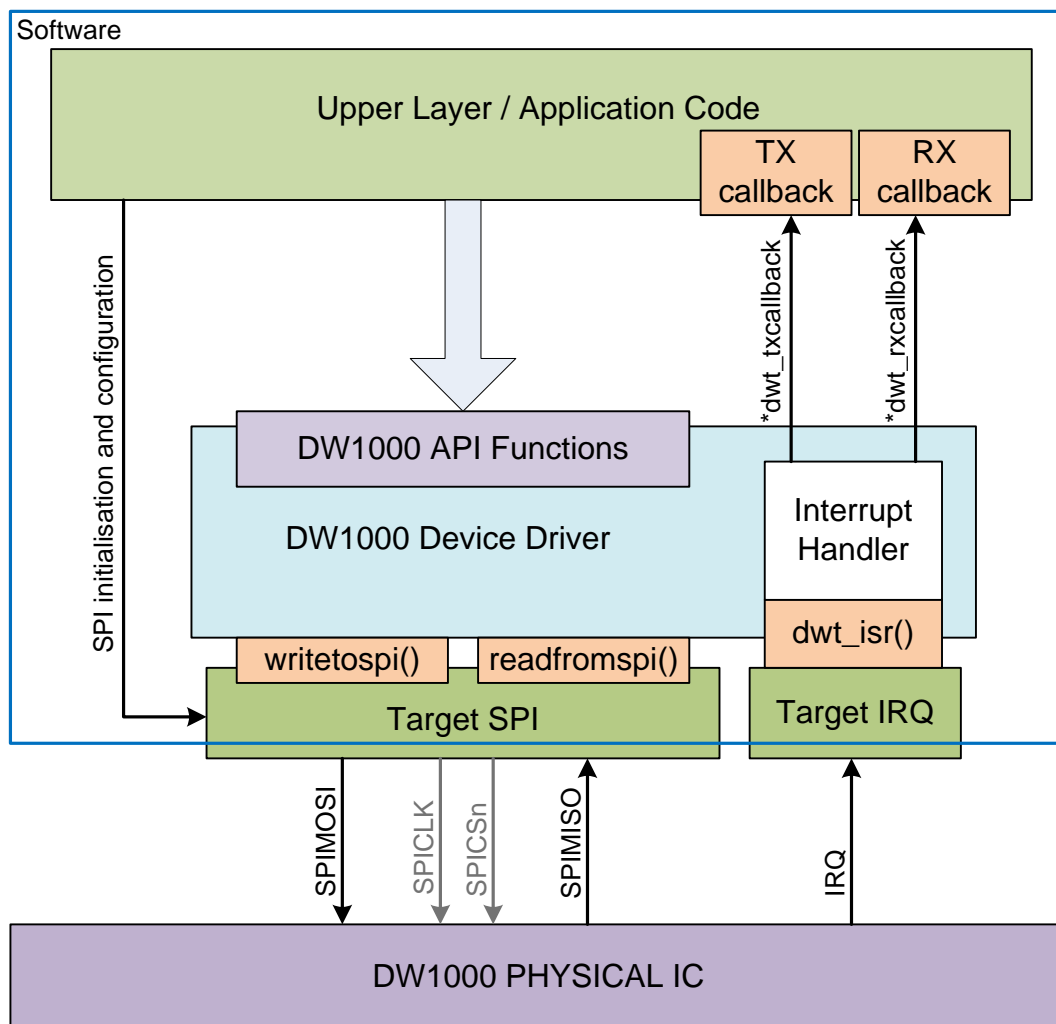 Software
Upper Layer / Application Code
TX
callback
RX
callback
SPI initialisation and configuration
*dwt_txcallback
*dwt_rxcallback
DW1000 API Functions
DW1000 Device Driver
Interrupt
Handler
dwt_isr()
writetospi()
readfromspi()
Target SPI
Target IRQ
SPIMOSI
SPICLK
SPICSn
SPIMISO
IRQ
DW1000 PHYSICAL IC